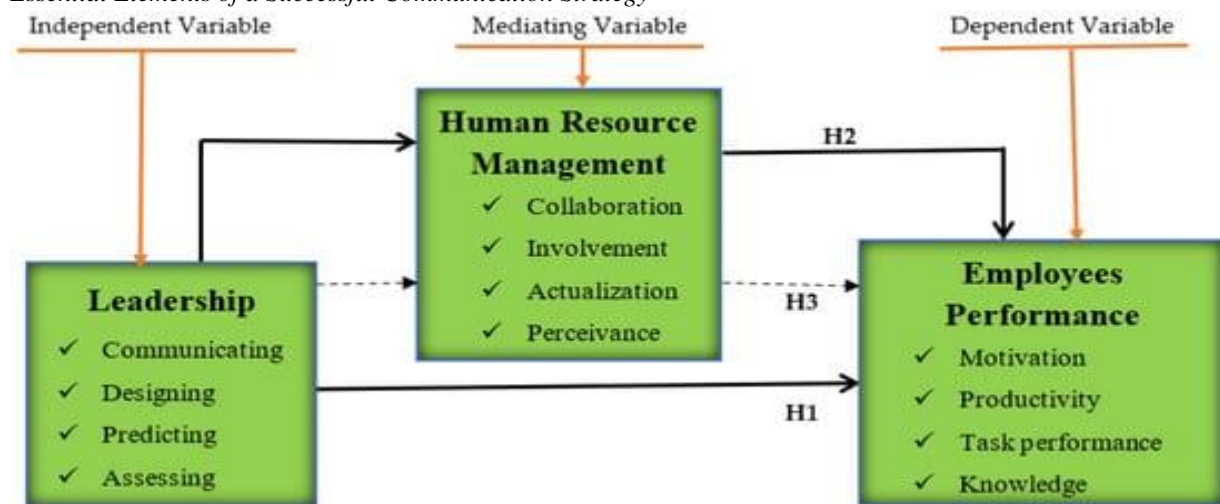 Essential Elements of a Successful Communication Strategy
Independent Variable
Mediating Variable
Dependent Variable
Human Resource
Management
✓ Collaboration
✓ Involvement
✓ Actualization
✓ Perceivance
H2
Leadership
✓ Communicating
✓ Designing
✓ Predicting
✓ Assessing
H3
H1
Employees
Performance
✓ Motivation
✓ Productivity
✓ Task performance
✓ Knowledge